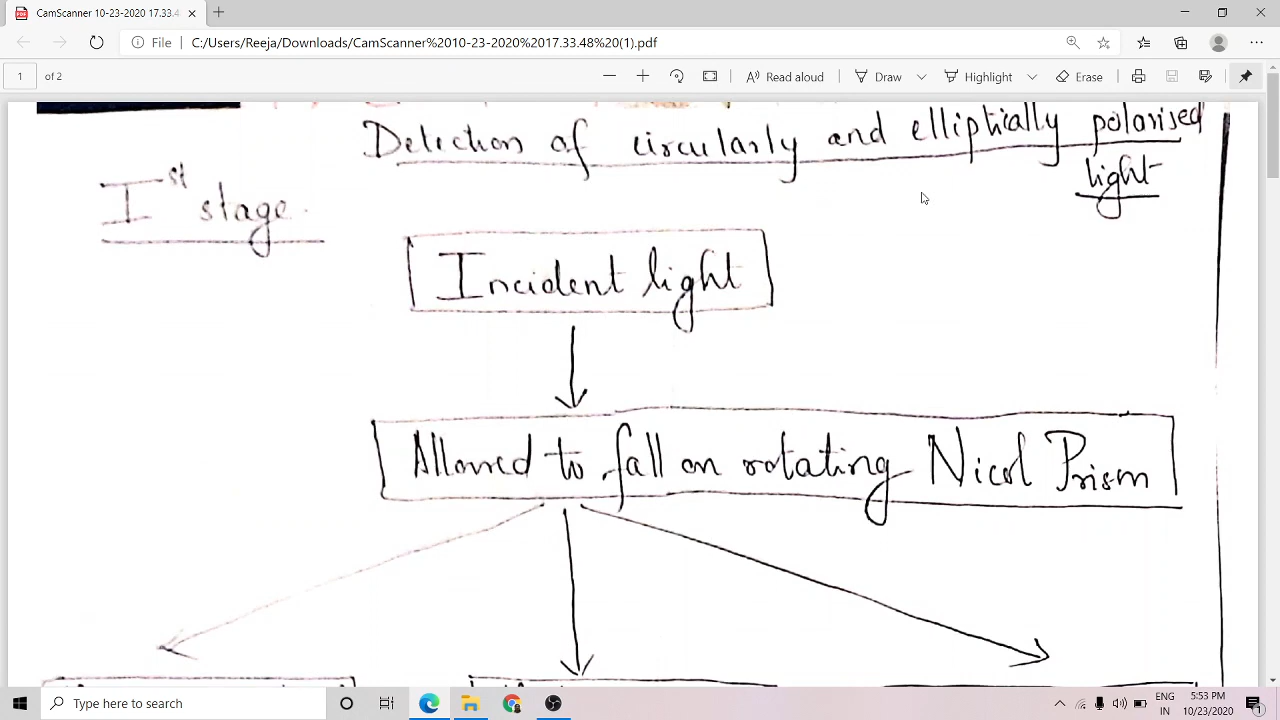 CamScanner 10-23-2020 17.33.4
File C:/Users/Reeja/Downloads/CamScanner%2010-23-2020%2017.33.48%20(1).pdf
1 of 2 Read aloud Draw Highlight Erase
Detection of circularly and elliptically polarised
light
Ist stage.
Incident light
Allowed to fall on rotating Nicol Prism
Type here to search
ENG 5:53 PM
IN 10/23/2020